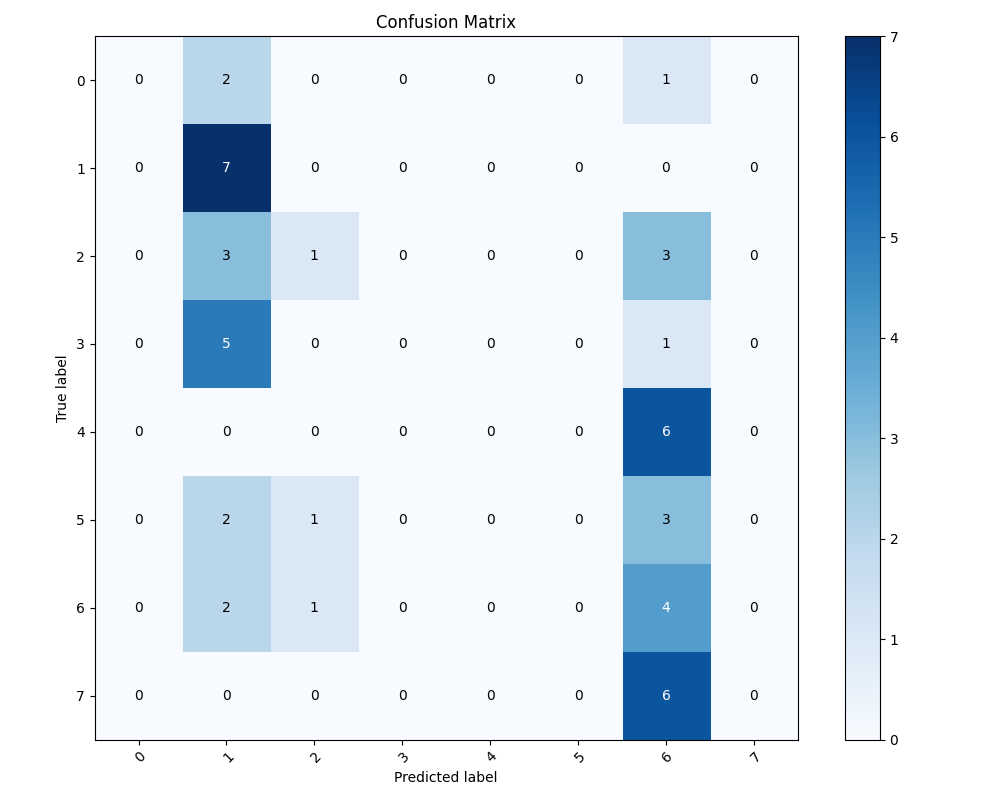 Confusion Matrix
0 0 2 0 0 0 0 1 0
1 0 7 0 0 0 0 0 0
2 0 3 1 0 0 0 3 0
3 0 5 0 0 0 0 1 0
4 0 0 0 0 0 0 6 0
5 0 2 1 0 0 0 3 0
6 0 2 1 0 0 0 4 0
7 0 0 0 0 0 0 6 0
True label
0 1 2 3 4 5 6 7
Predicted label
7
6
5
4
3
2
1
0